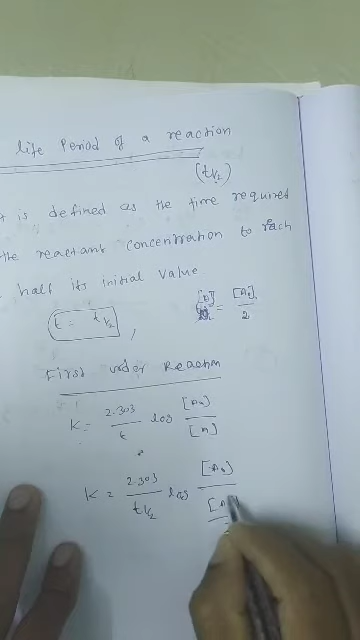 life Period of a reaction
(t1/2)
t is defined as the time required
the reactant concentration to reach
half its initial value
t = t1/2 , [A] = [A0] / 2
First order Reaction
K = 2.303 / t log [A0] / [A]
K = 2.303 / t1/2 log [A0] / [A